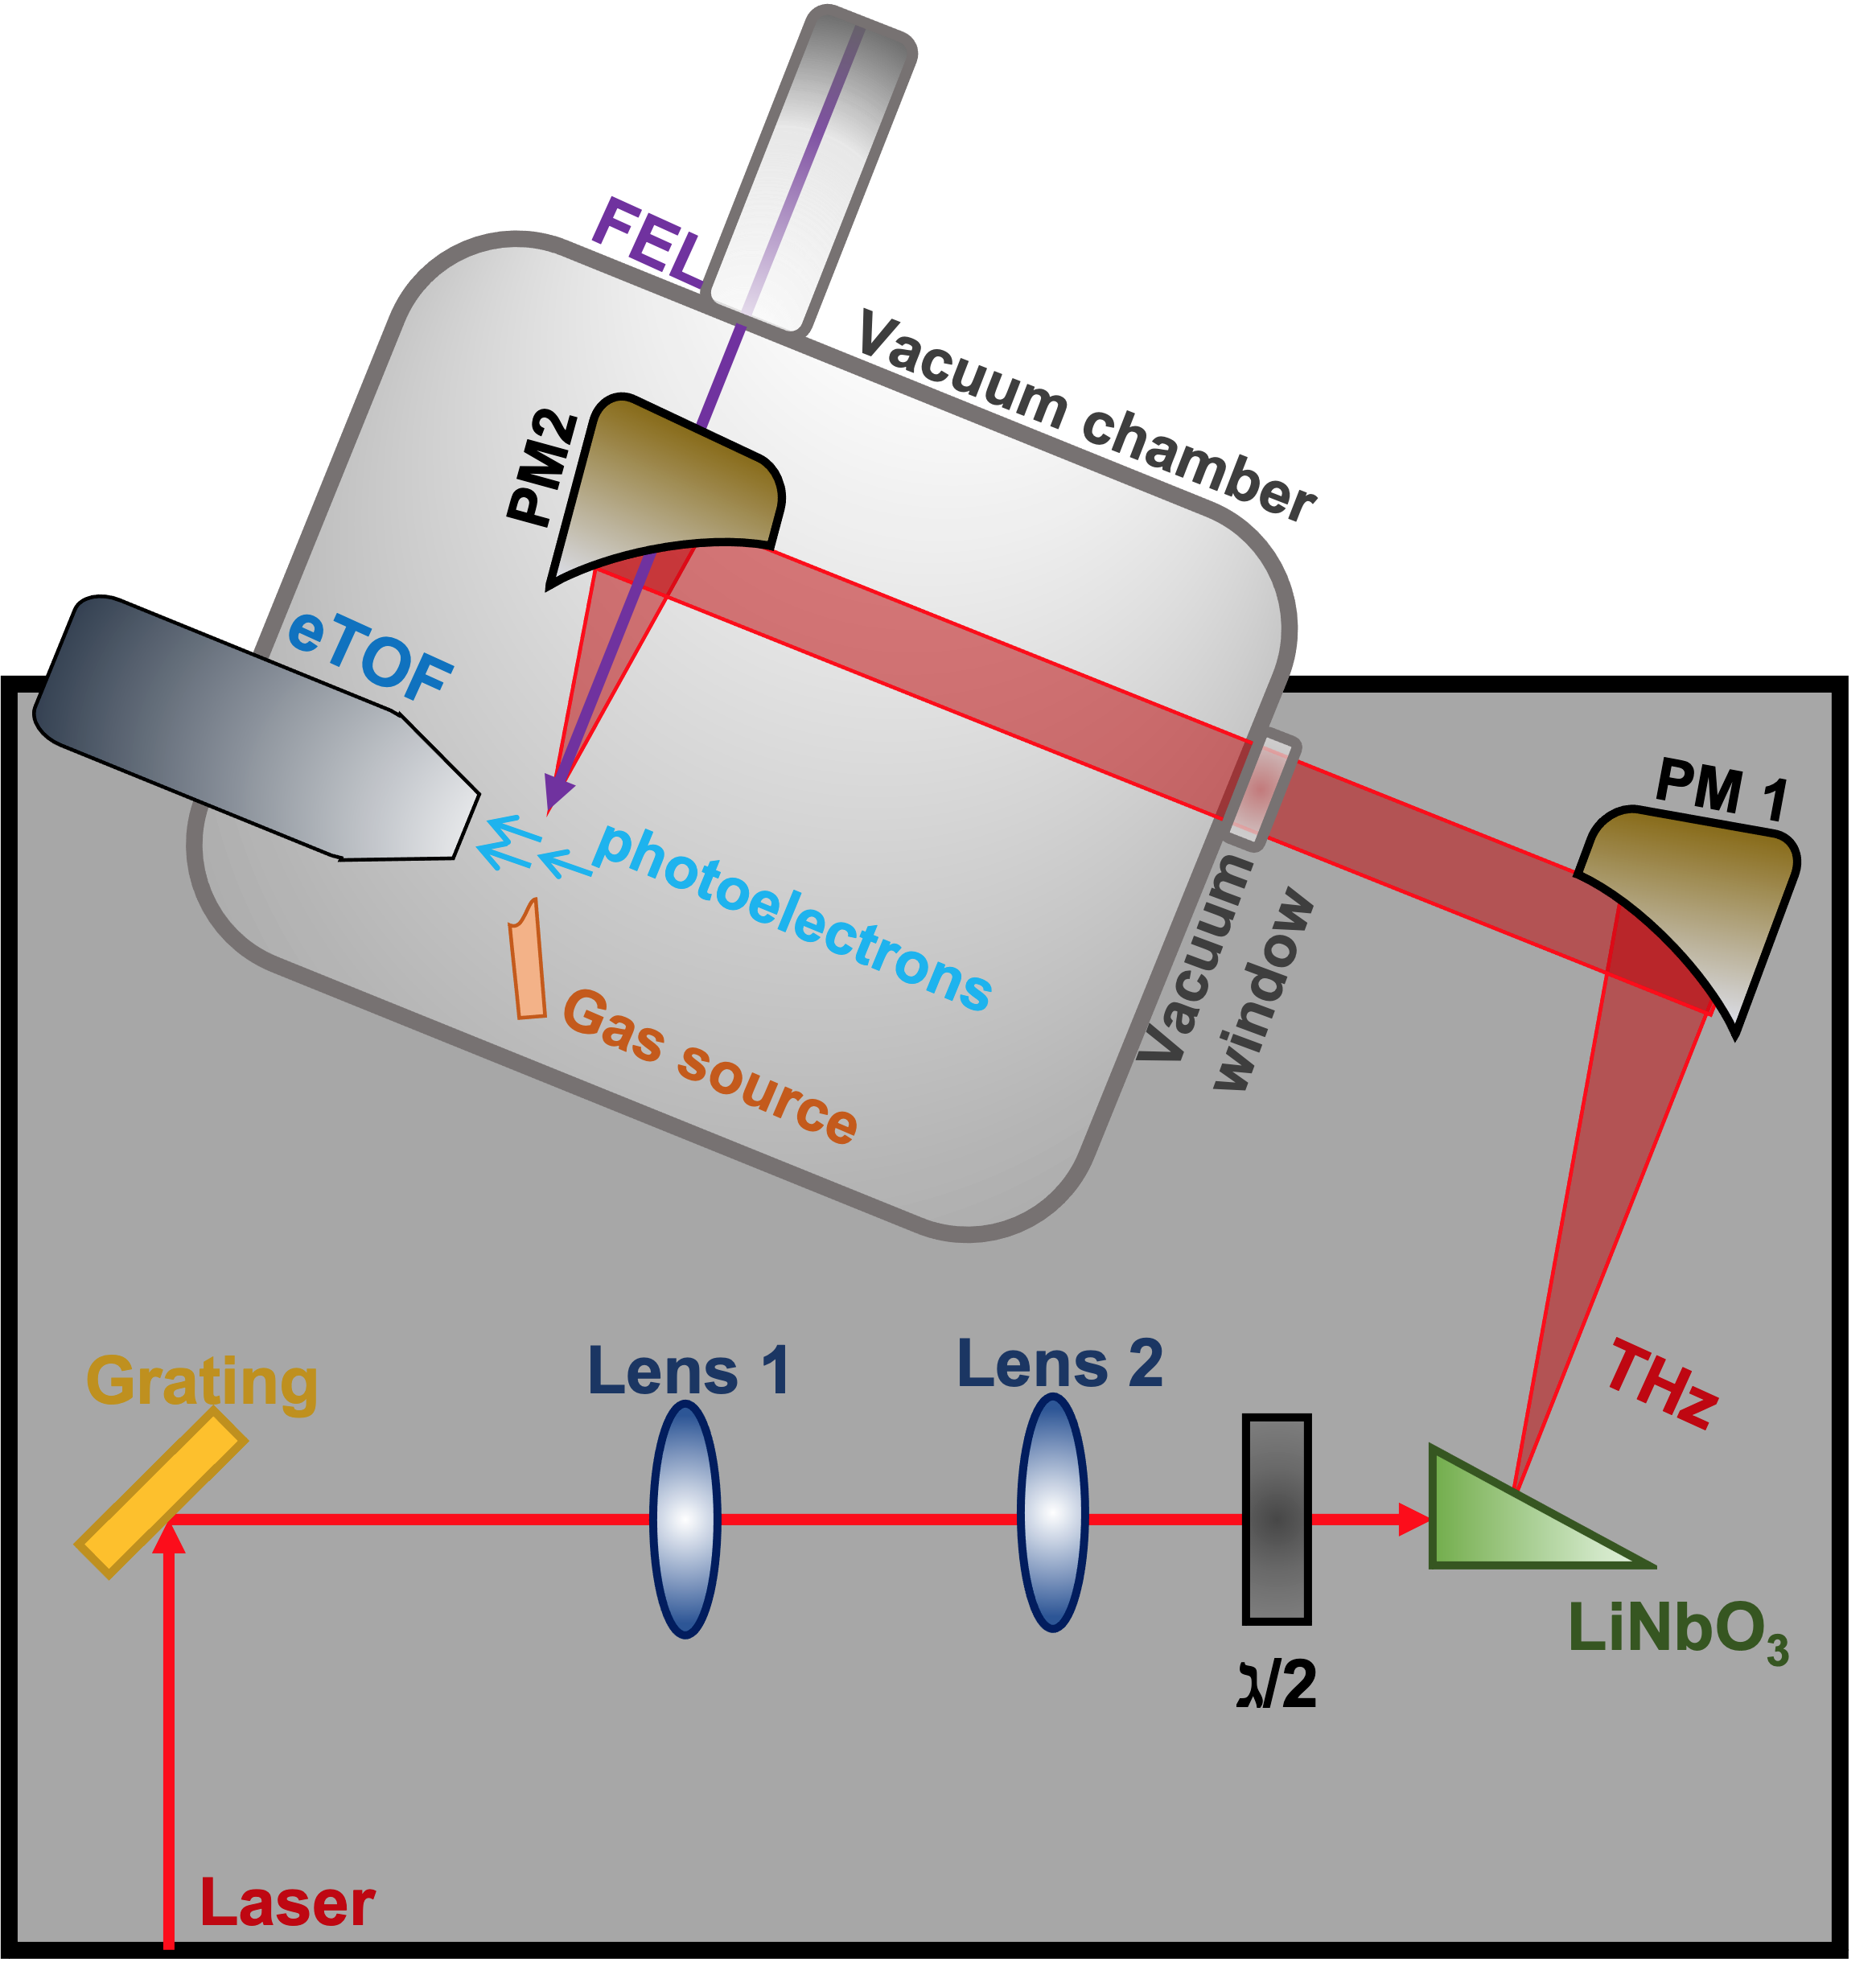 FEL
Vacuum chamber
PM2
eTOF
PM 1
photoelectrons
Vacuum
window
Gas source
THz
Grating
Lens 1
Lens 2
LiNbO₃
ג/2
Laser